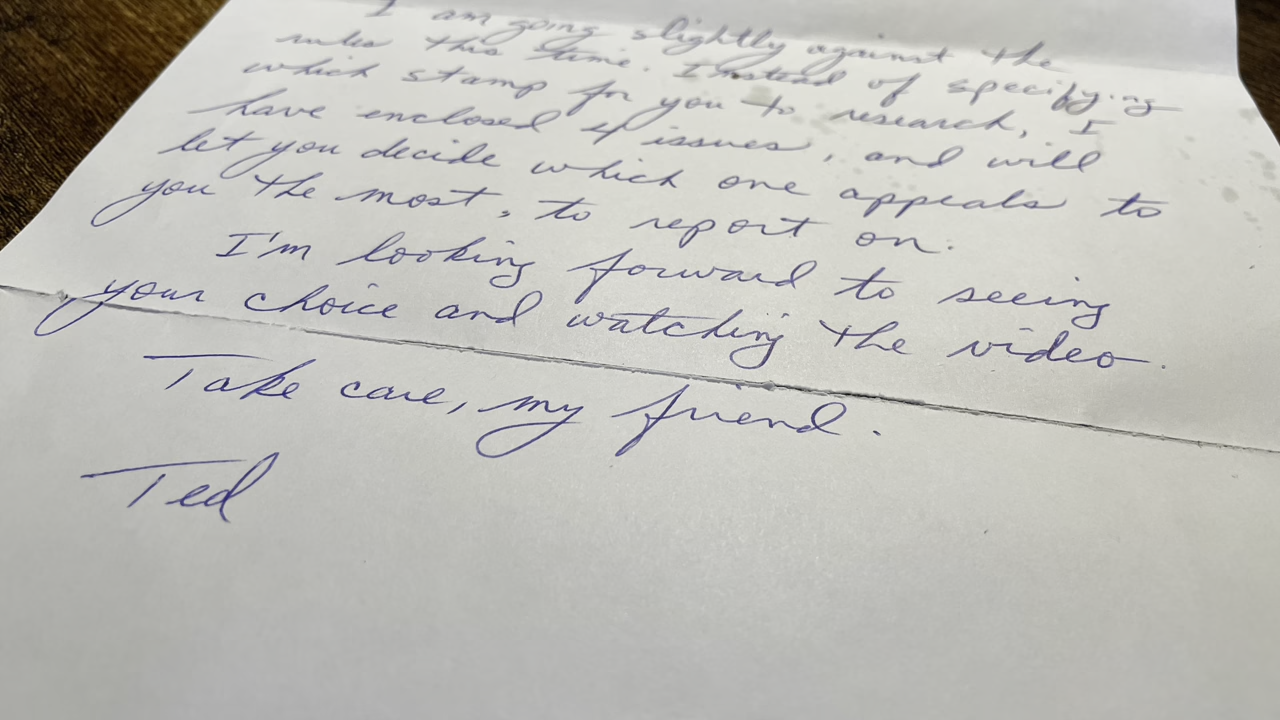 I am going slightly against the
rules this time. Instead of specifying
which stamp for you to research, I
have enclosed 4 issues, and will
let you decide which one appeals to
you the most, to report on.
I'm looking forward to seeing
your choice and watching the video.
Take care, my friend.
Ted